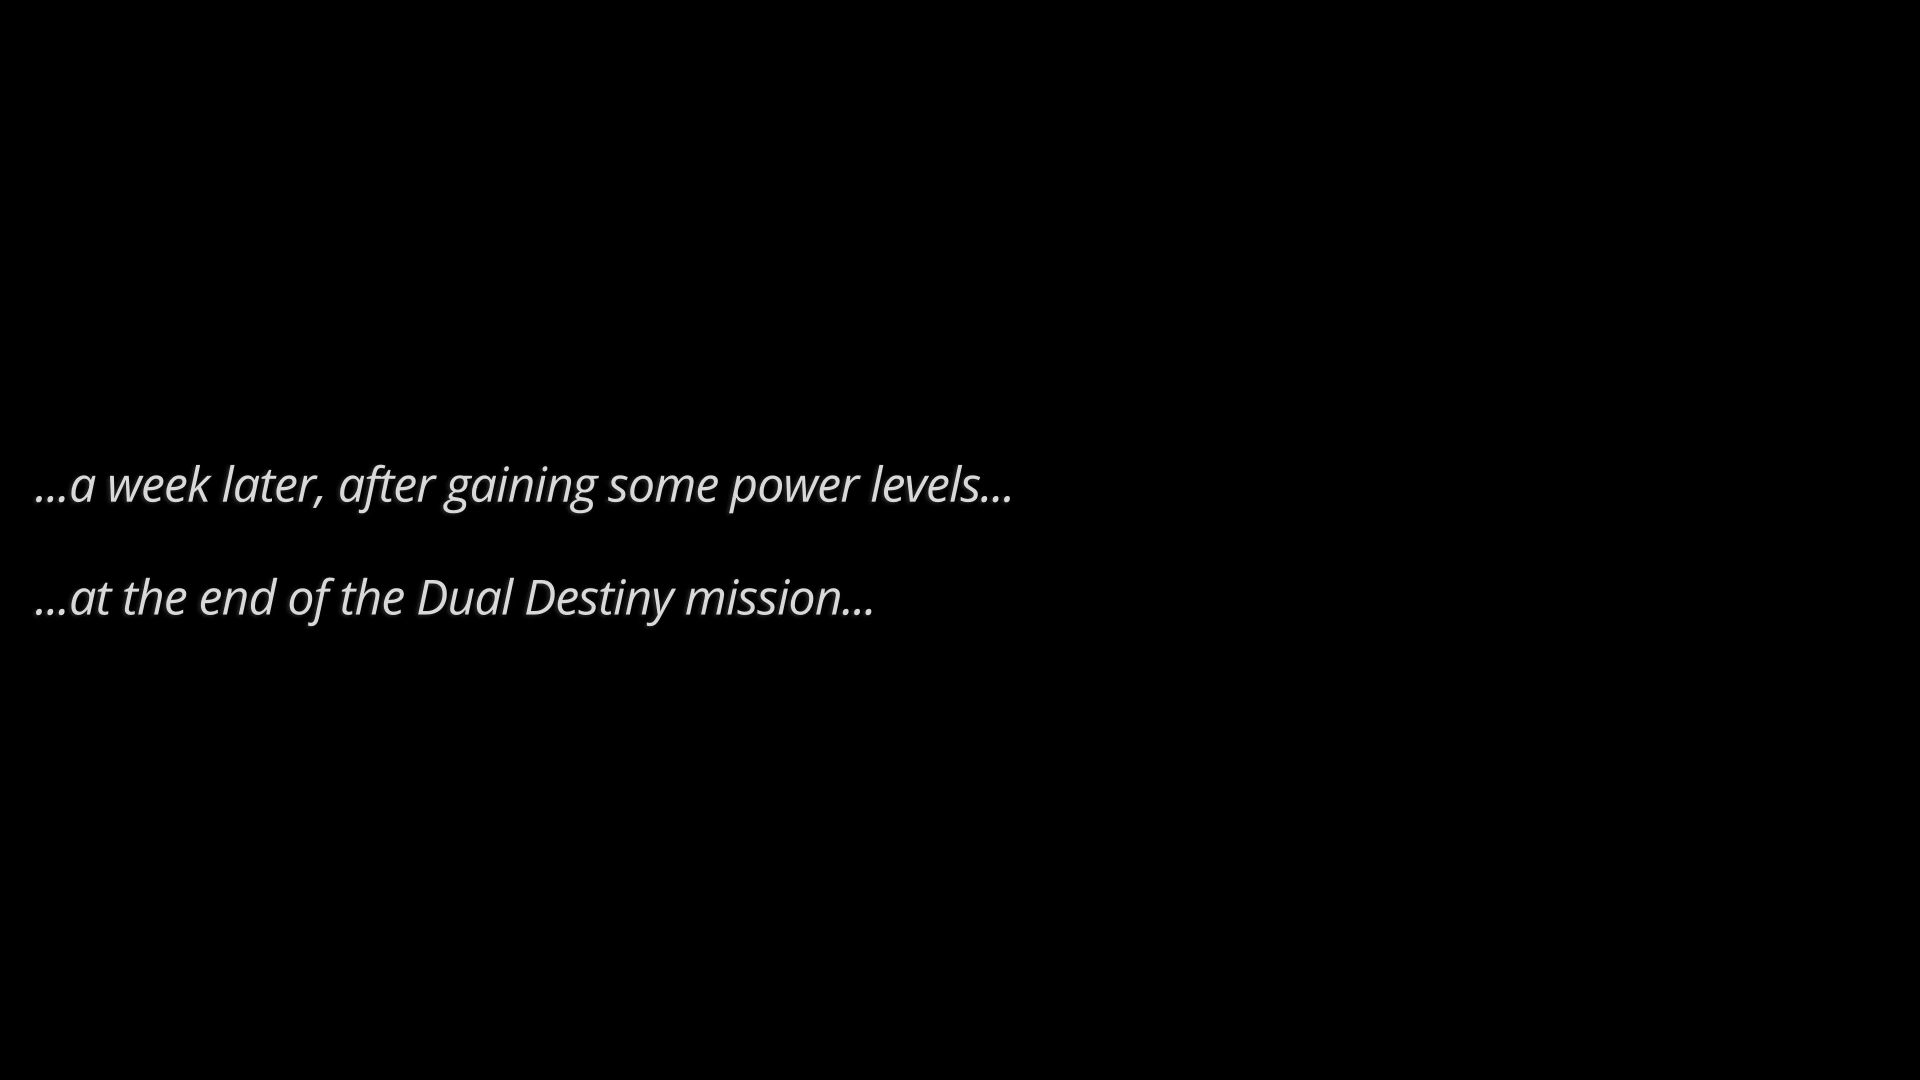 ...a week later, after gaining some power levels...
...at the end of the Dual Destiny mission...